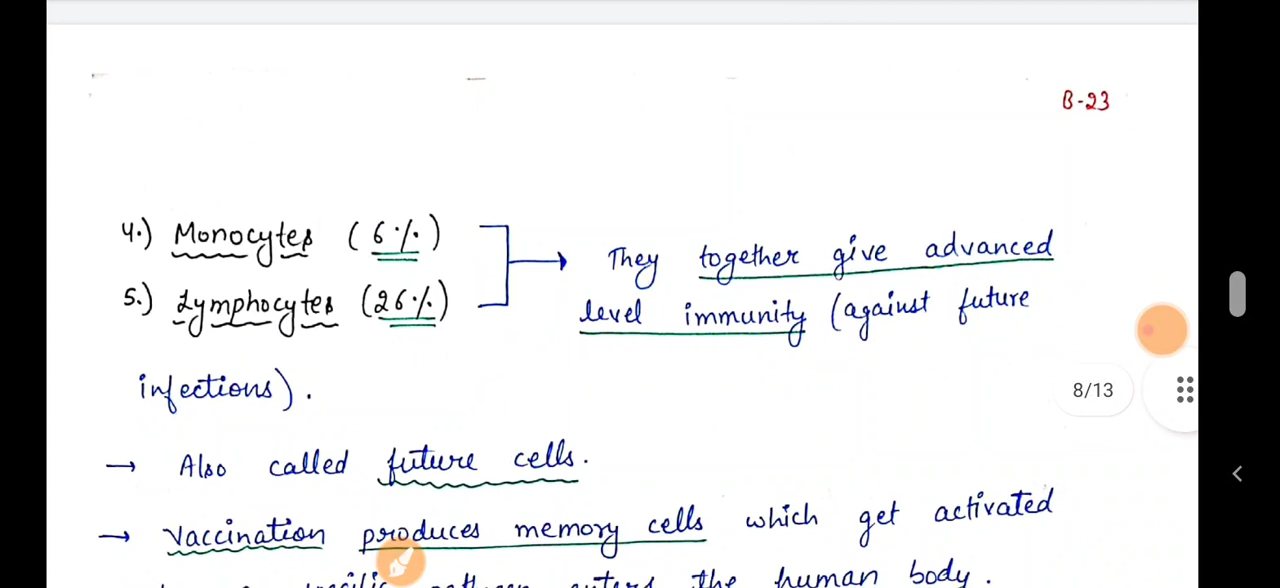 B-23
4.) Monocytes (6%)
5.) Lymphocytes (26%)
They together give advanced
level immunity (against future
infections).
8/13
→ Also called future cells.
→ Vaccination produces memory cells which get activated
the human body.